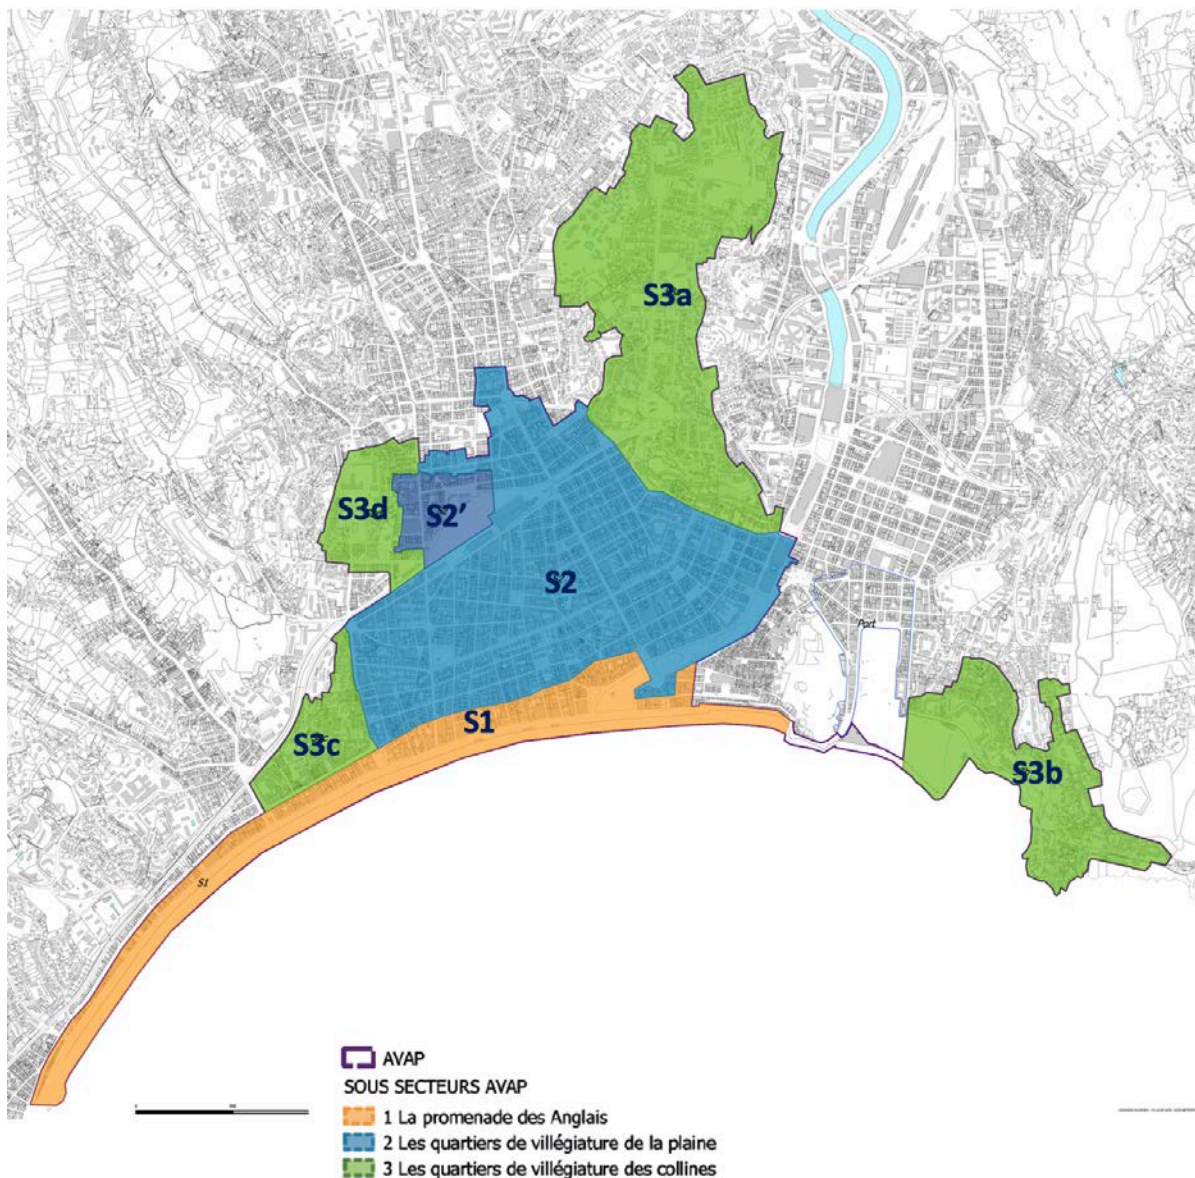 S3a
S3d
S2’
S2
Port
S1
S3c
S3b
S1
AVAP
SOUS SECTEURS AVAP
1 La promenade des Anglais
2 Les quartiers de villégiature de la plaine
3 Les quartiers de villégiature des collines